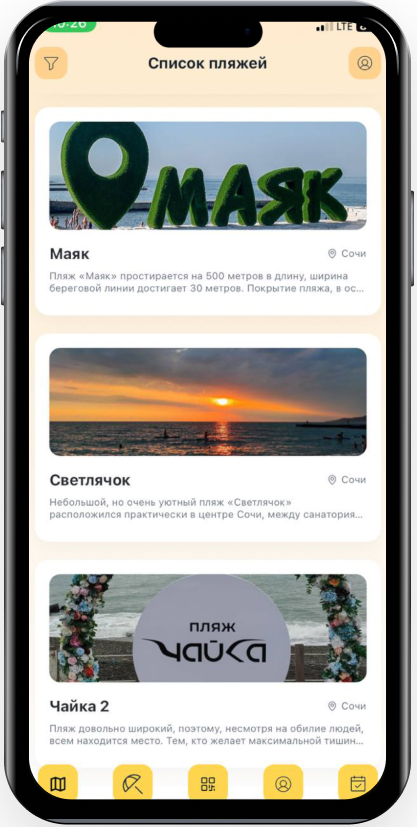 LTE
Список пляжей
МАЯК
Маяк
Сочи
Пляж «Маяк» простирается на 500 метров в длину, ширина
береговой линии достигает 30 метров. Покрытие пляжа, в ос...
Светлячок
Сочи
Небольшой, но очень уютный пляж «Светлячок»
расположился практически в центре Сочи, между санатория...
пляж
чайка
Чайка 2
Сочи
Пляж довольно широкий, поэтому, несмотря на обилие людей,
всем находится место. Тем, кто желает максимальной тишин...